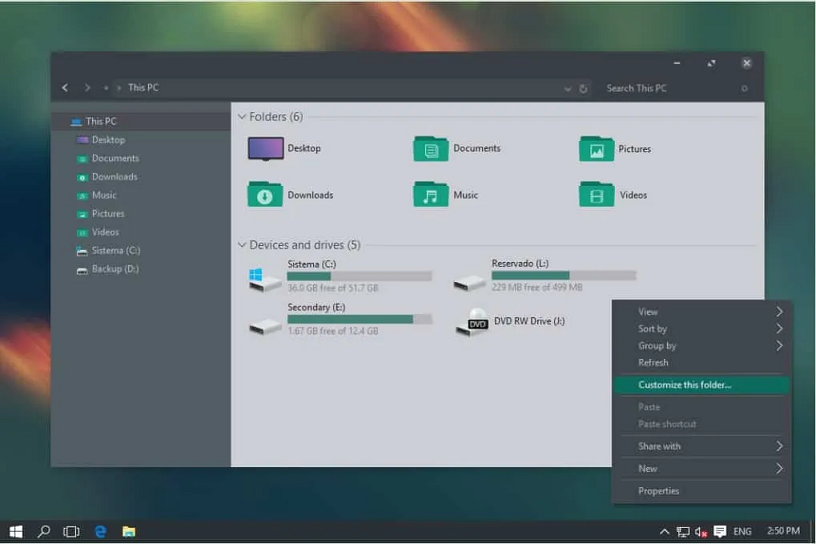 This PC
Search This PC
This PC
Desktop
Documents
Downloads
Music
Pictures
Videos
Sistema (C:)
Backup (D:)
Folders (6)
Desktop
Documents
Pictures
Downloads
Music
Videos
Devices and drives (5)
Sistema (C:)
36.0 GB free of 51.7 GB
Reservado (L:)
229 MB free of 499 MB
Secondary (E:)
1.67 GB free of 12.4 GB
DVD
DVD RW Drive (J:)
View
Sort by
Group by
Refresh
Customize this folder...
Paste
Paste shortcut
Share with
New
Properties
ENG
2:50 PM